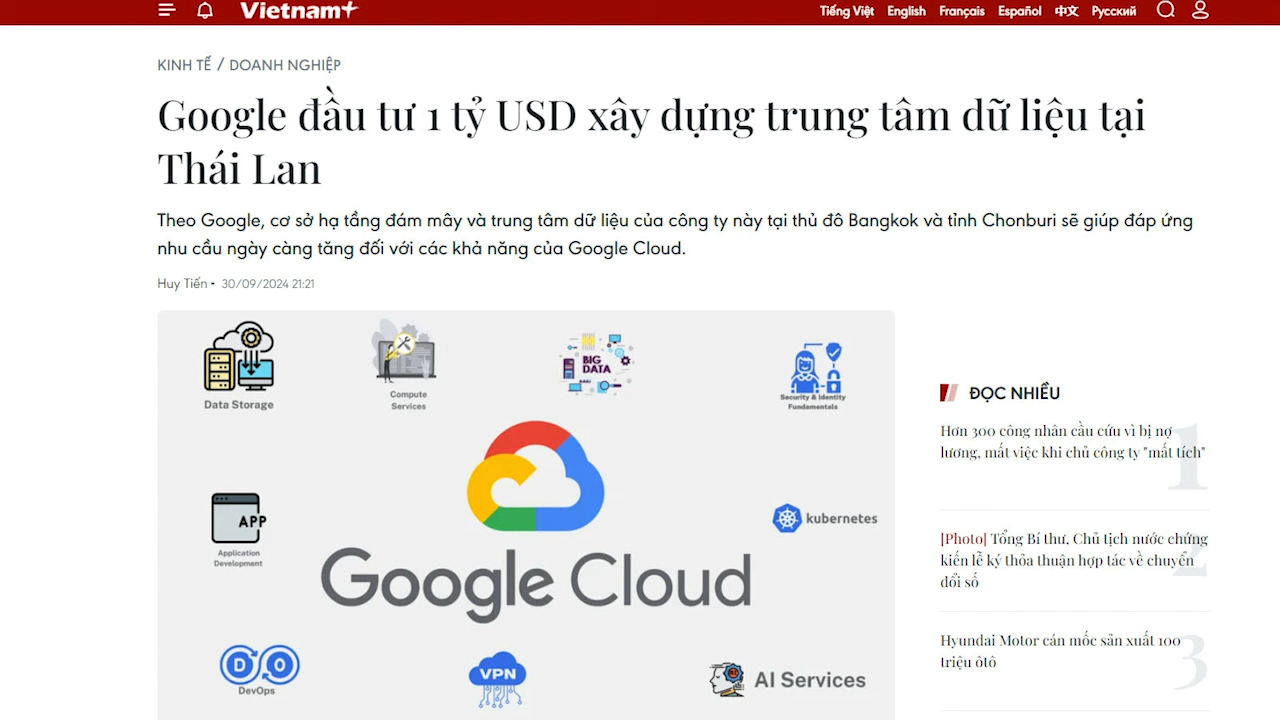 Vietnam+
Tiếng Việt English Français Español 中文 Русский
KINH TẾ / DOANH NGHIỆP
Google đầu tư 1 tỷ USD xây dựng trung tâm dữ liệu tại
Thái Lan
Theo Google, cơ sở hạ tầng đám mây và trung tâm dữ liệu của công ty này tại thủ đô Bangkok và tỉnh Chonburi sẽ giúp đáp ứng
nhu cầu ngày càng tăng đối với các khả năng của Google Cloud.
Huy Tiến • 30/09/2024 21:21
Data Storage
Compute
Services
BIG
DATA
Security & Identity
Fundamentals
APP
Application
Development
kubernetes
Google Cloud
D O
DevOps
VPN
AI Services
ĐỌC NHIỀU
Hơn 300 công nhân cầu cứu vì bị nợ
lương, mất việc khi chủ công ty "mất tích"
1
[Photo] Tổng Bí thư, Chủ tịch nước chứng
kiến lễ ký thỏa thuận hợp tác về chuyển
đổi số
2
Hyundai Motor cán mốc sản xuất 100
triệu ôtô
3